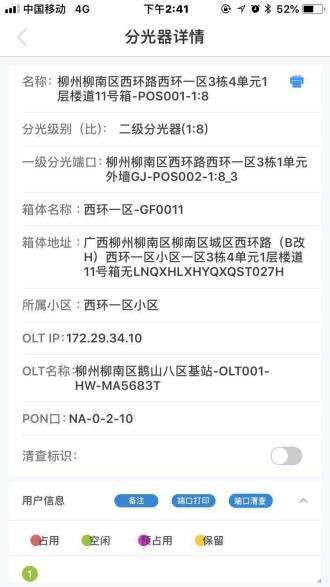 中国移动 4G 下午2:41 52%
分光器详情
名称：柳州柳南区西环路西环一区3栋4单元1
层楼道11号箱-POS001-1:8
分光级别（比）：二级分光器(1:8)
一级分光端口：柳州柳南区西环路西环一区3栋1单元
外墙GJ-POS002-1:8_3
箱体名称：西环一区-GF0011
箱体地址：广西柳州柳南区柳南区城区西环路（B改
H）西环一区小区一区3栋4单元1层楼道
11号箱无LNQXHLXHYQXQST027H
所属小区：西环一区小区
OLT IP:172.29.34.10
OLT名称:柳州柳南区鹅山八区基站-OLT001-
HW-MA5683T
PON口：NA-0-2-10
清查标识：
用户信息 备注 端口打印 端口清查
占用 空闲 预占用 保留
1